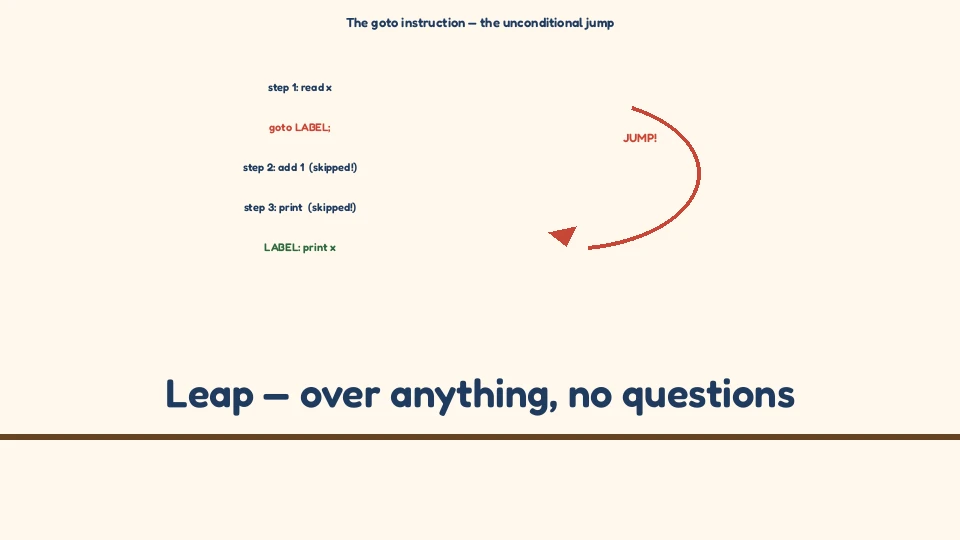 The goto instruction — the unconditional jump
step 1: read x
goto LABEL;
JUMP!
step 2: add 1 (skipped!)
step 3: print (skipped!)
LABEL: print x
Leap — over anything, no questions